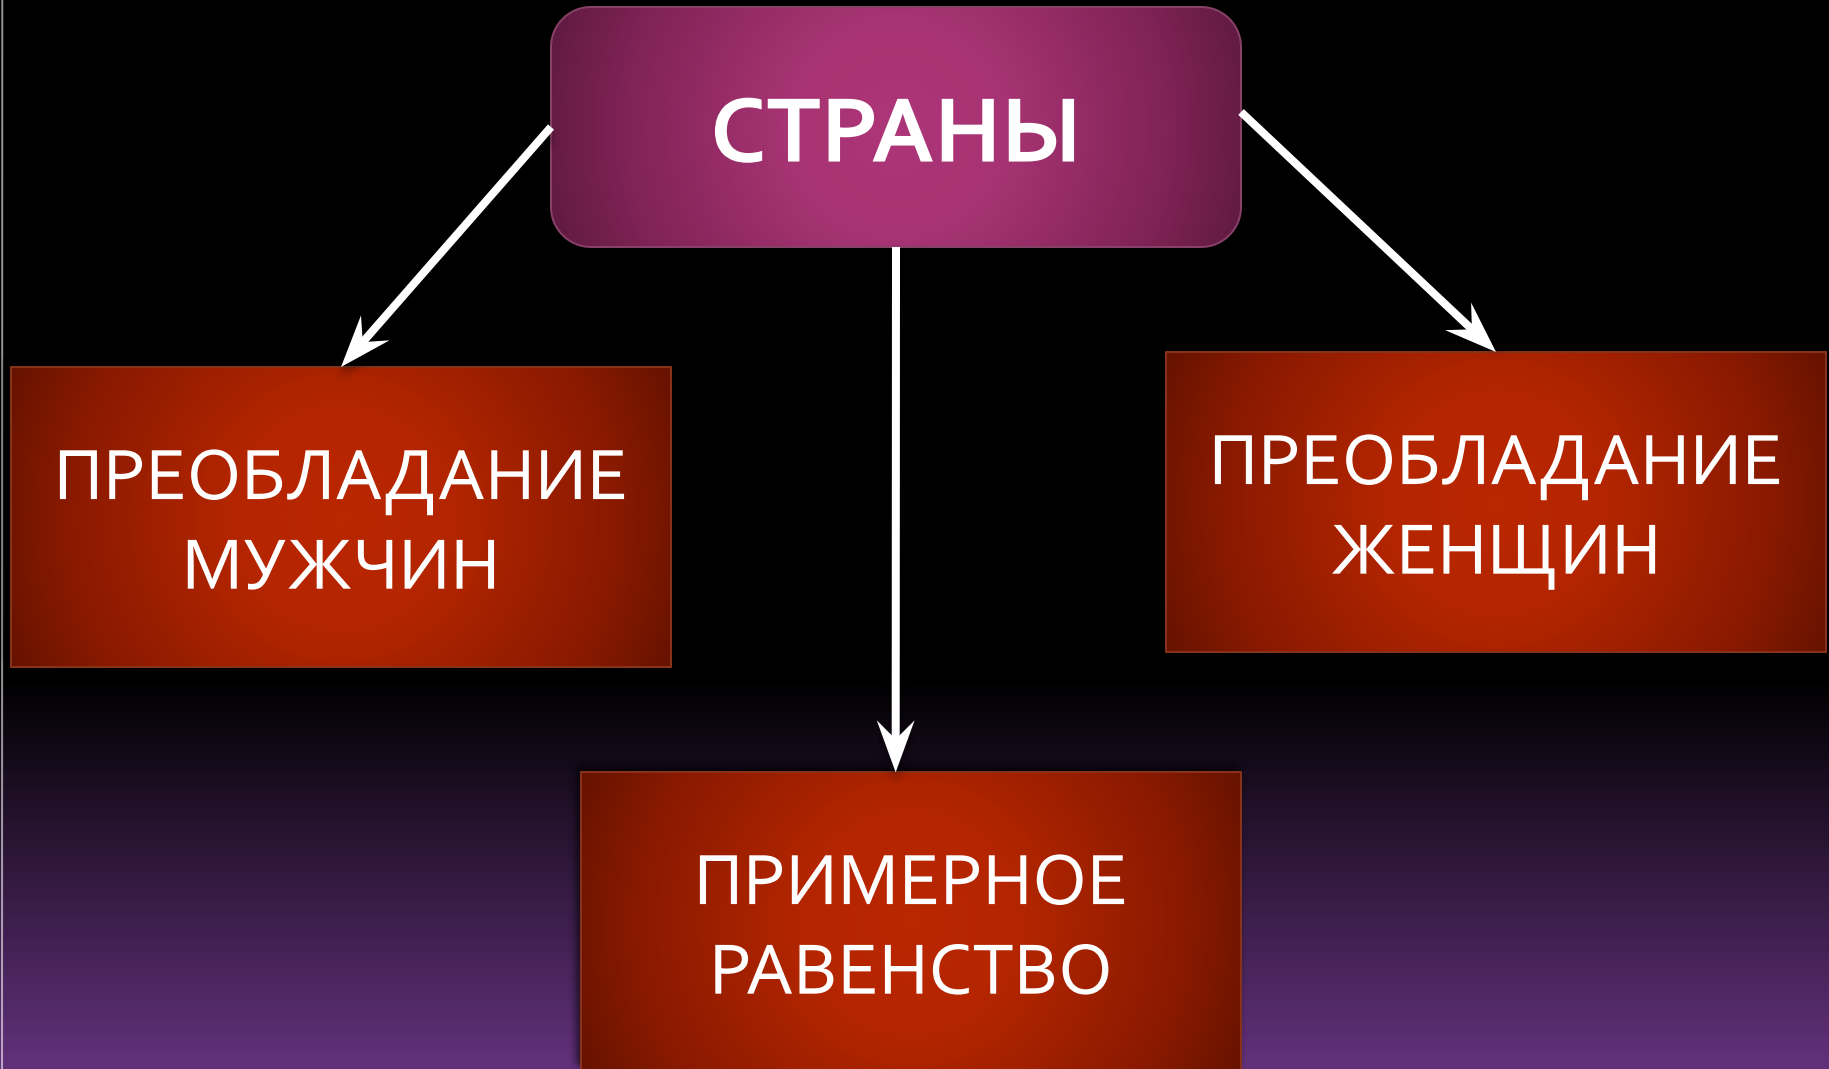 СТРАНЫ
ПРЕОБЛАДАНИЕ
МУЖЧИН
ПРЕОБЛАДАНИЕ
ЖЕНЩИН
ПРИМЕРНОЕ
РАВЕНСТВО